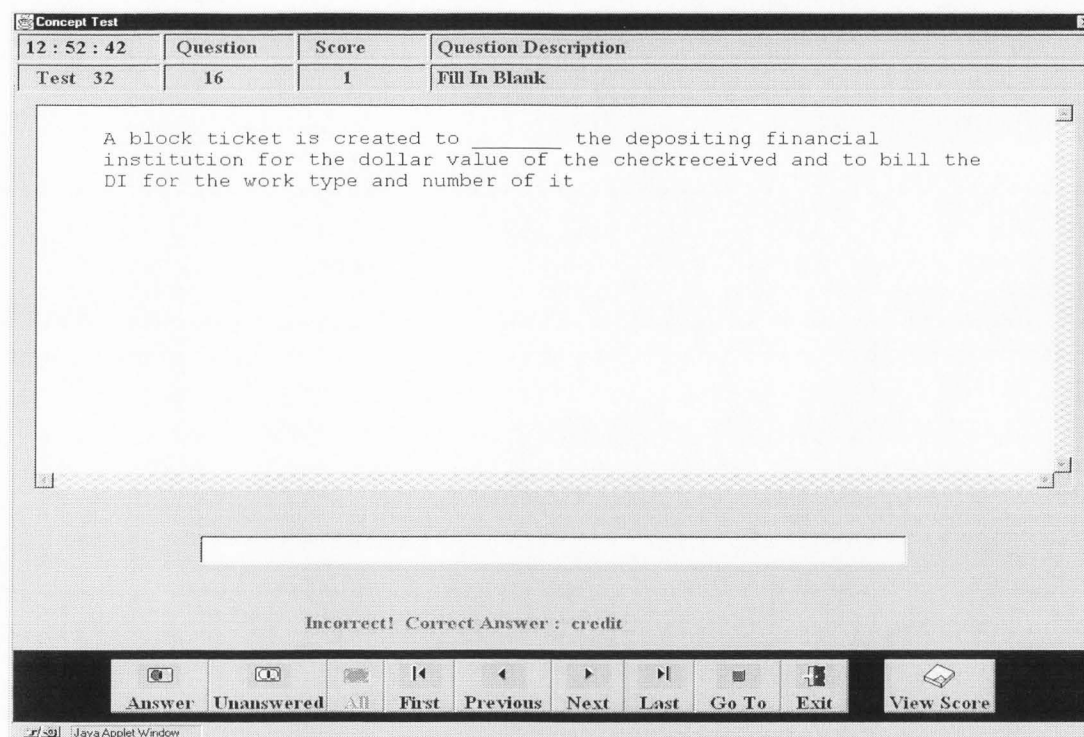 Concept Test
12 : 52 : 42 Question Score Question Description
Test 32 16 1 Fill In Blank
A block ticket is created to _______ the depositing financial
institution for the dollar value of the checkreceived and to bill the
DI for the work type and number of it
Incorrect! Correct Answer : credit
Answer Unanswered All First Previous Next Last Go To Exit View Score
Java Applet Window